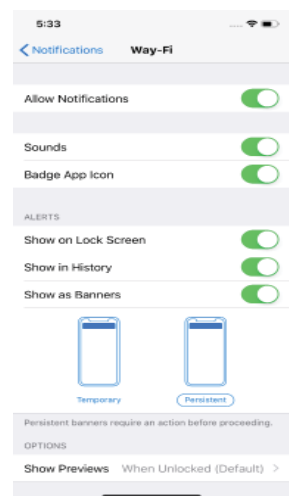 5:33
Notifications Way-Fi
Allow Notifications
Sounds
Badge App Icon
ALERTS
Show on Lock Screen
Show in History
Show as Banners
Temporary Persistent
Persistent banners require an action before proceeding.
OPTIONS
Show Previews When Unlocked (Default)